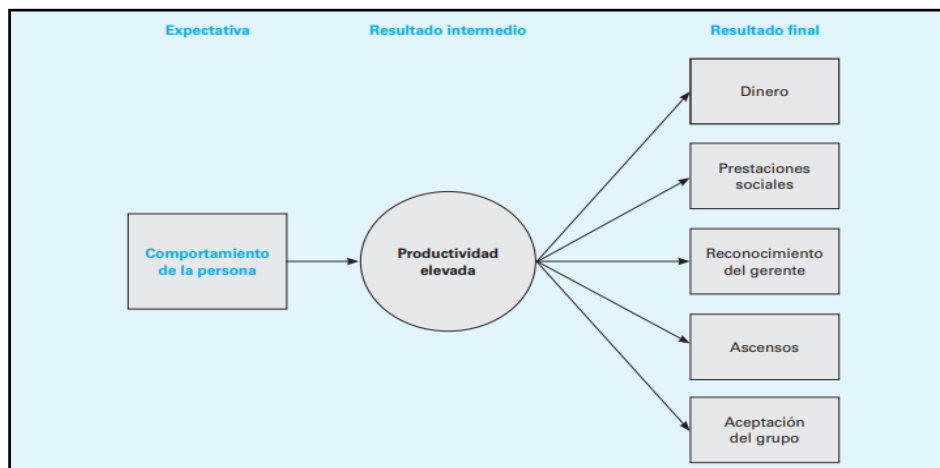 Expectativa
Resultado intermedio
Resultado final
Dinero
Prestaciones
sociales
Comportamiento
de la persona
Productividad
elevada
Reconocimiento
del gerente
Ascensos
Aceptación
del grupo